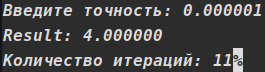 Введите точность: 0.000001
Result: 4.000000
Количество итераций: 11%